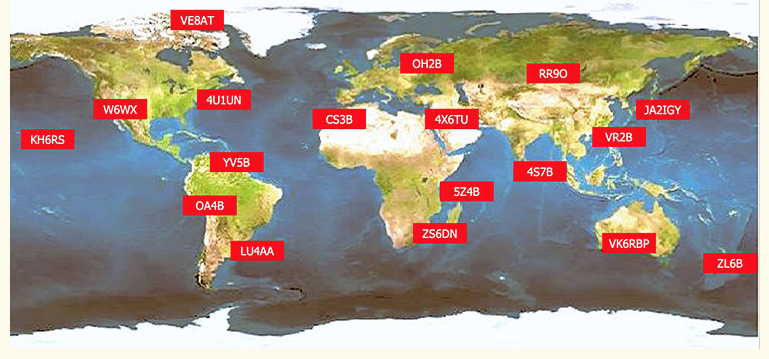 VE8AT
OH2B
RR9O
4U1UN
W6WX
CS3B
4X6TU
JA2IGY
KH6RS
VR2B
YV5B
4S7B
5Z4B
OA4B
ZS6DN
LU4AA
VK6RBP
ZL6B